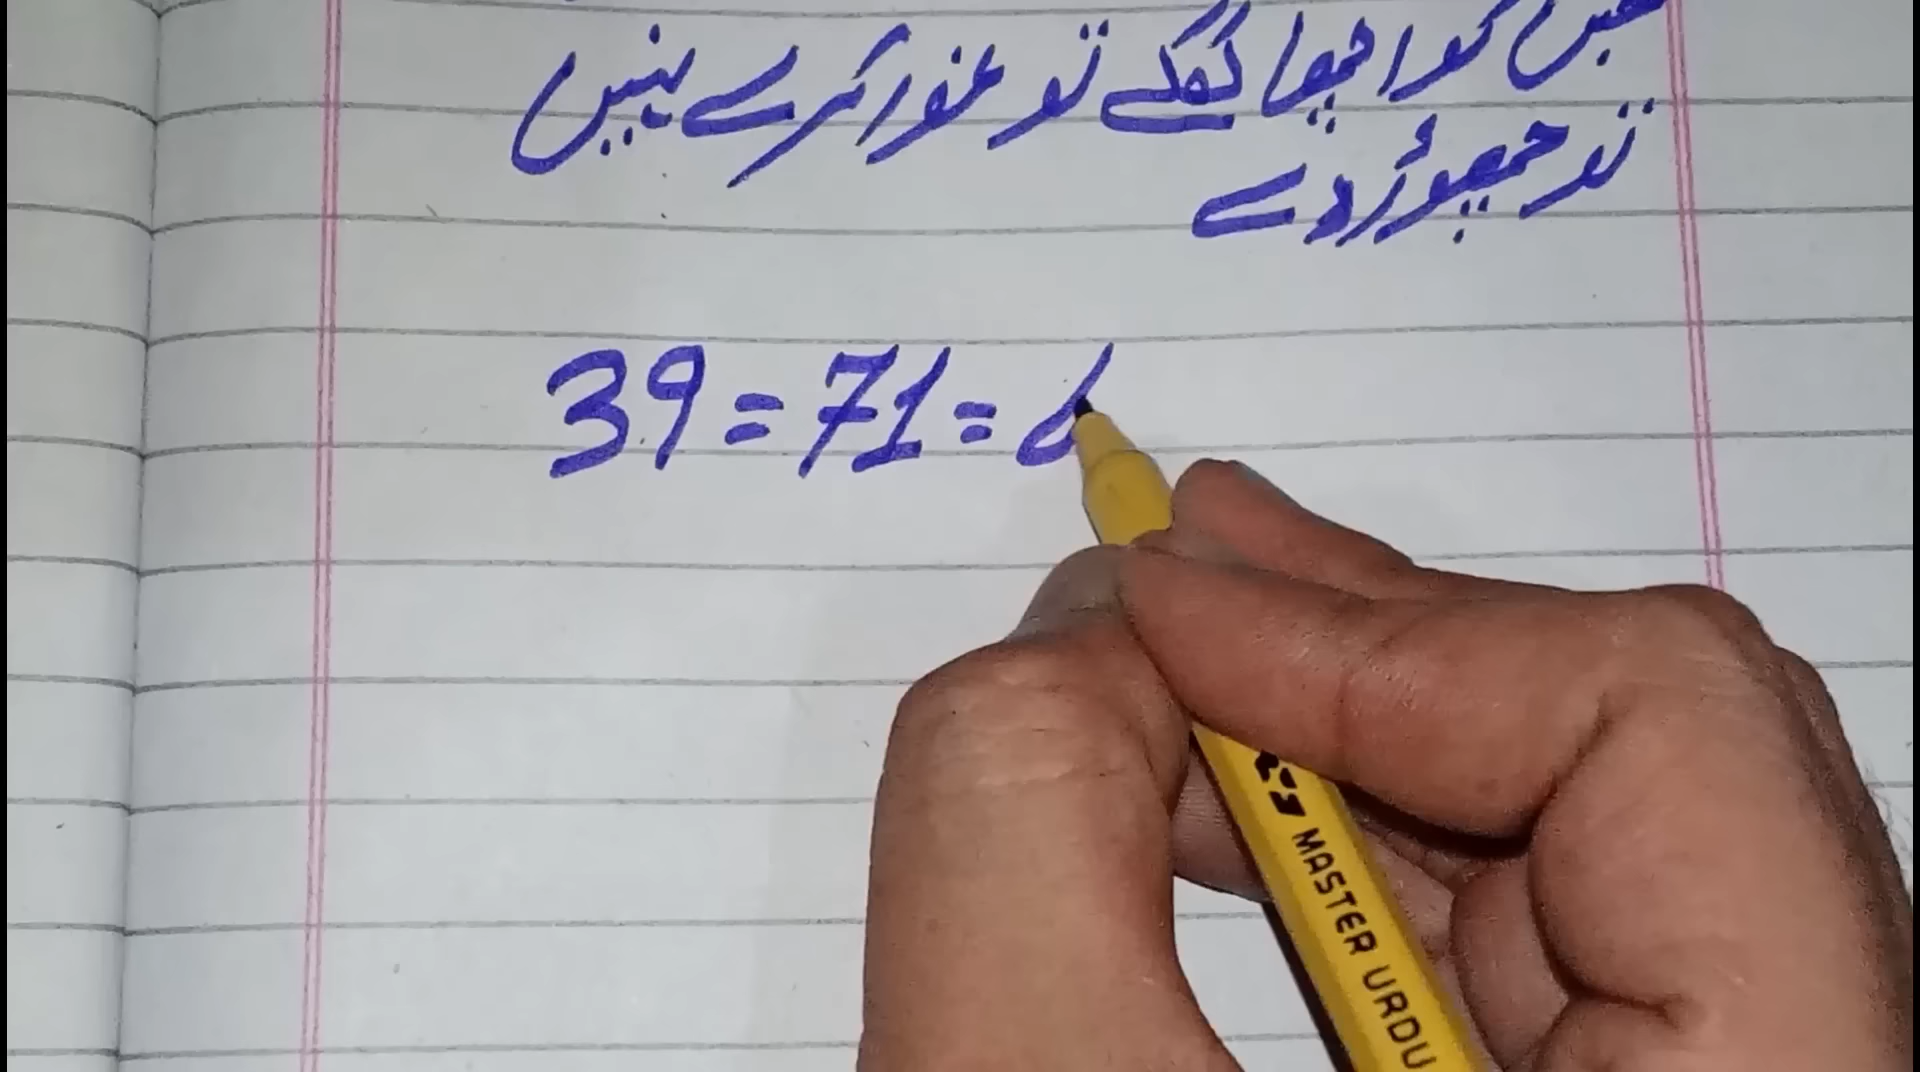 جس کو اچھا لگے تو غور کرے نہیں
تو چھوڑ دے
39 = 71 = 6
MASTER URDU